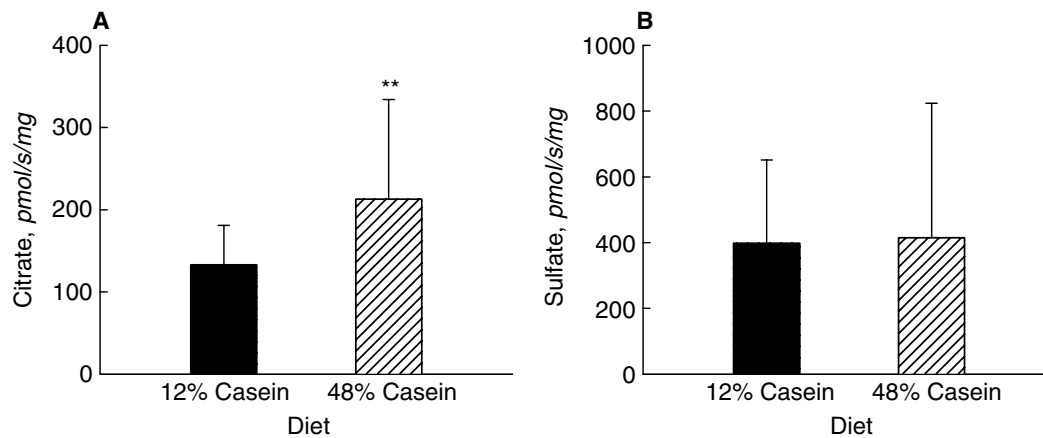 A
400
300
200
100
0
Citrate, pmol/s/mg
**
12% Casein 48% Casein
Diet
B
1000
800
600
400
200
0
Sulfate, pmol/s/mg
12% Casein 48% Casein
Diet